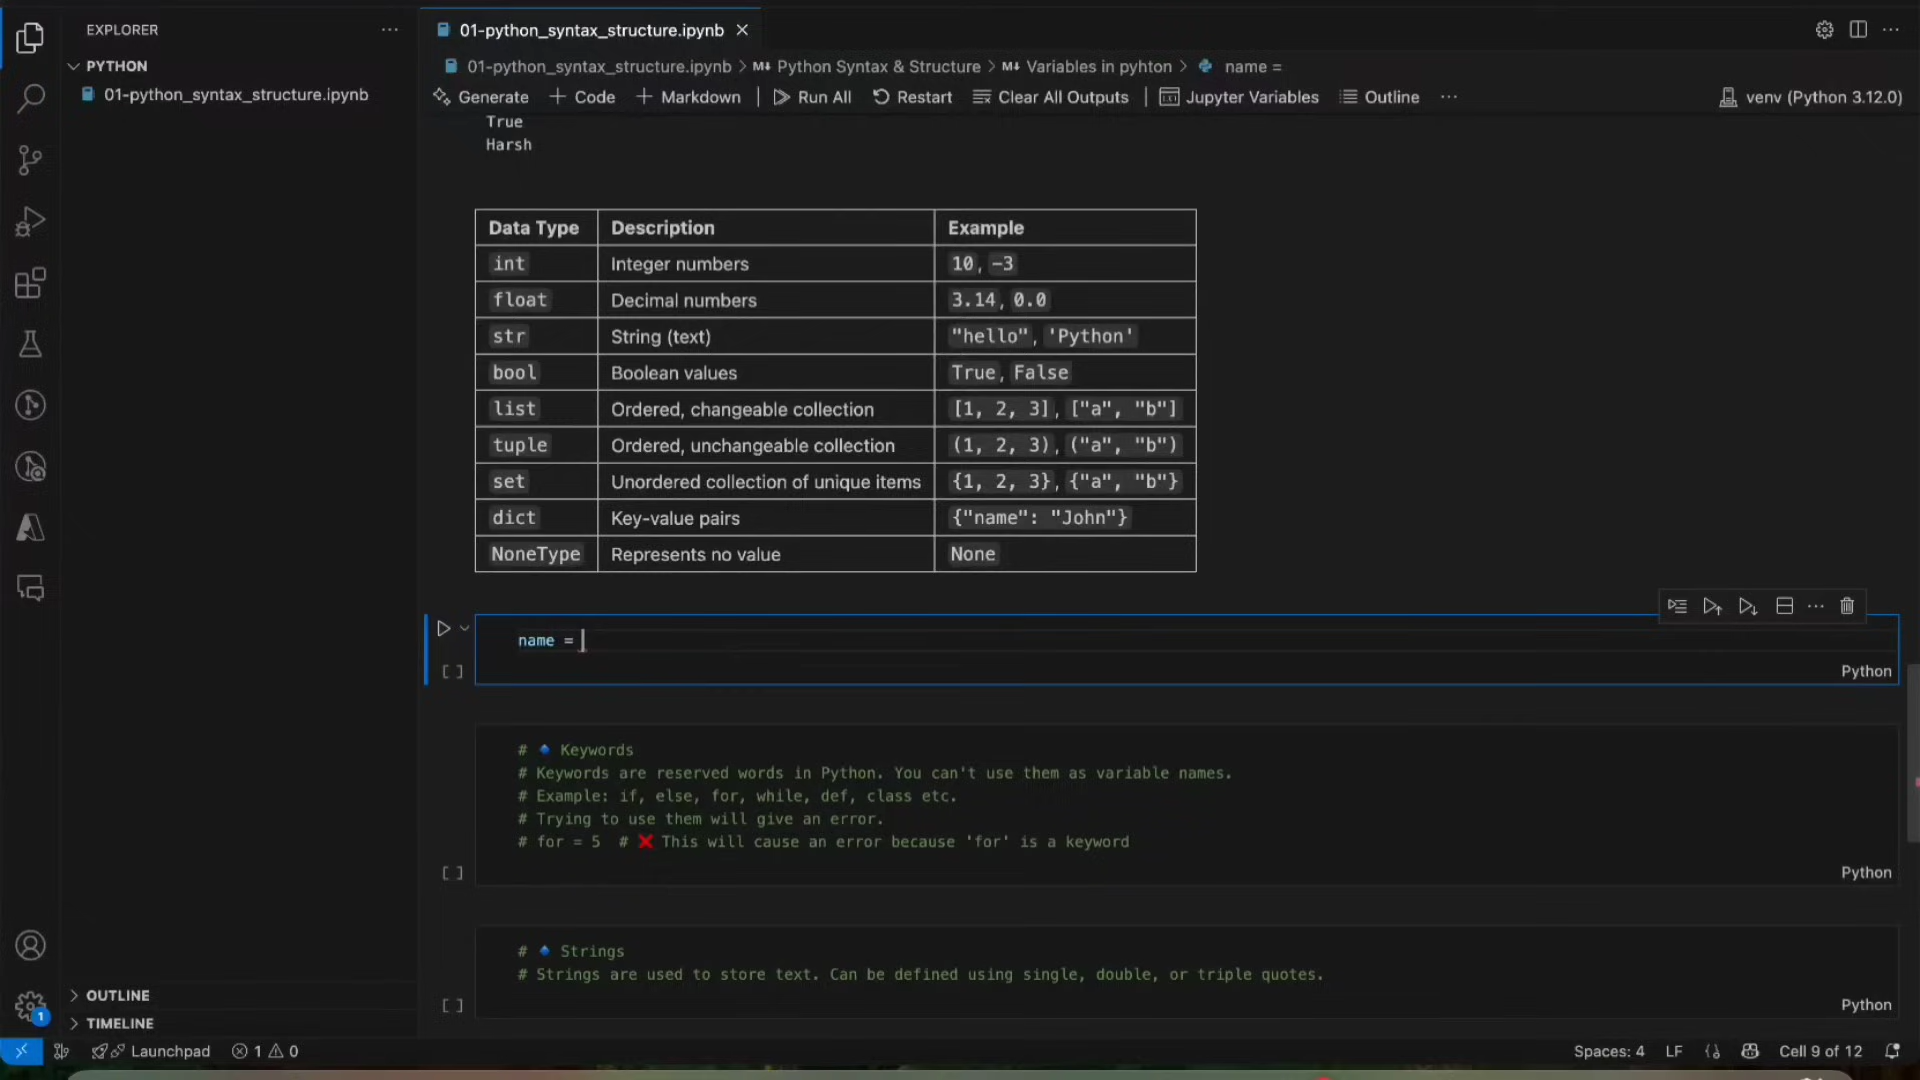 EXPLORER
PYTHON
01-python_syntax_structure.ipynb
OUTLINE
TIMELINE
01-python_syntax_structure.ipynb
01-python_syntax_structure.ipynb > M↓ Python Syntax & Structure > M↓ Variables in pyhton > name =
Generate + Code + Markdown | Run All Restart Clear All Outputs | Jupyter Variables Outline ...
venv (Python 3.12.0)
True
Harsh
Data Type Description Example
int Integer numbers 10, -3
float Decimal numbers 3.14, 0.0
str String (text) "hello", 'Python'
bool Boolean values True, False
list Ordered, changeable collection [1, 2, 3], ["a", "b"]
tuple Ordered, unchangeable collection (1, 2, 3), ("a", "b")
set Unordered collection of unique items {1, 2, 3}, {"a", "b"}
dict Key-value pairs {"name": "John"}
NoneType Represents no value None
name =
[ ] Python
# 🔹 Keywords
# Keywords are reserved words in Python. You can't use them as variable names.
# Example: if, else, for, while, def, class etc.
# Trying to use them will give an error.
# for = 5 # ❌ This will cause an error because 'for' is a keyword
[ ] Python
# 🔹 Strings
# Strings are used to store text. Can be defined using single, double, or triple quotes.
[ ] Python
1
Launchpad 1 0
Spaces: 4 LF Cell 9 of 12